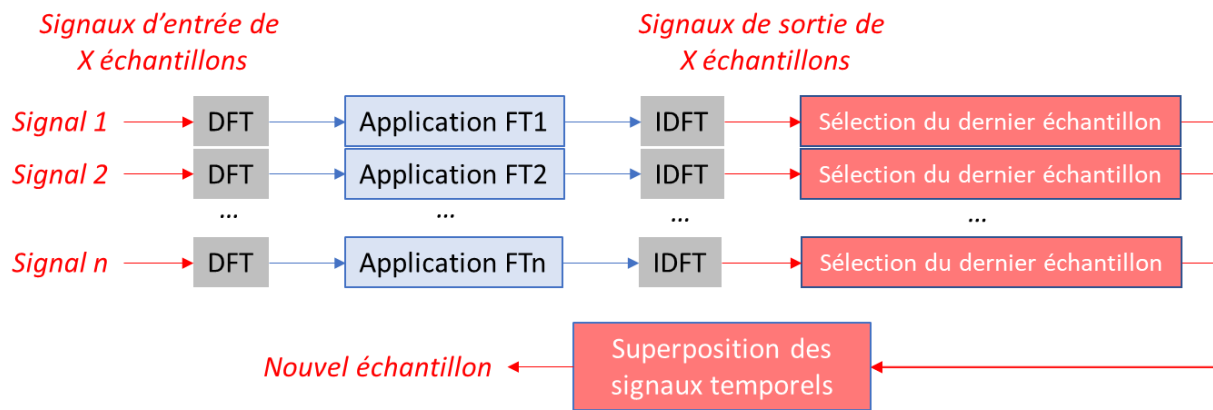 Signaux d'entrée de
X échantillons
Signaux de sortie de
X échantillons
Signal 1 DFT Application FT1 IDFT Sélection du dernier échantillon
Signal 2 DFT Application FT2 IDFT Sélection du dernier échantillon
... ... ... ...
Signal n DFT Application FTn IDFT Sélection du dernier échantillon
Nouvel échantillon
Superposition des
signaux temporels